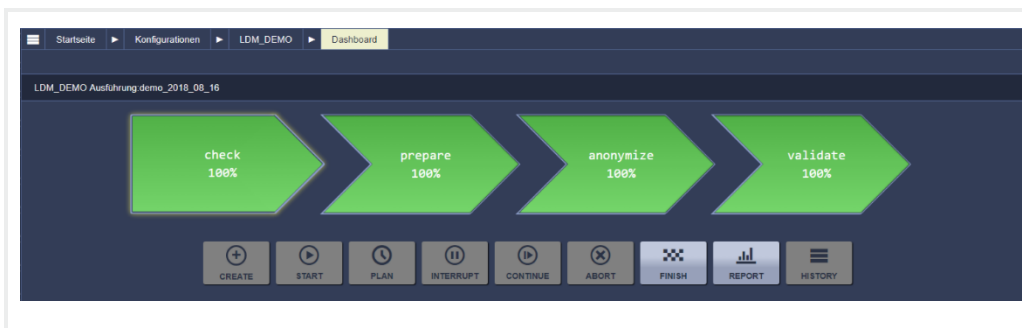 Startseite ► Konfigurationen ► LDM_DEMO ► Dashboard
LDM_DEMO Ausführung:demo_2018_08_16
check prepare anonymize validate
100% 100% 100% 100%
CREATE START PLAN INTERRUPT CONTINUE ABORT FINISH REPORT HISTORY